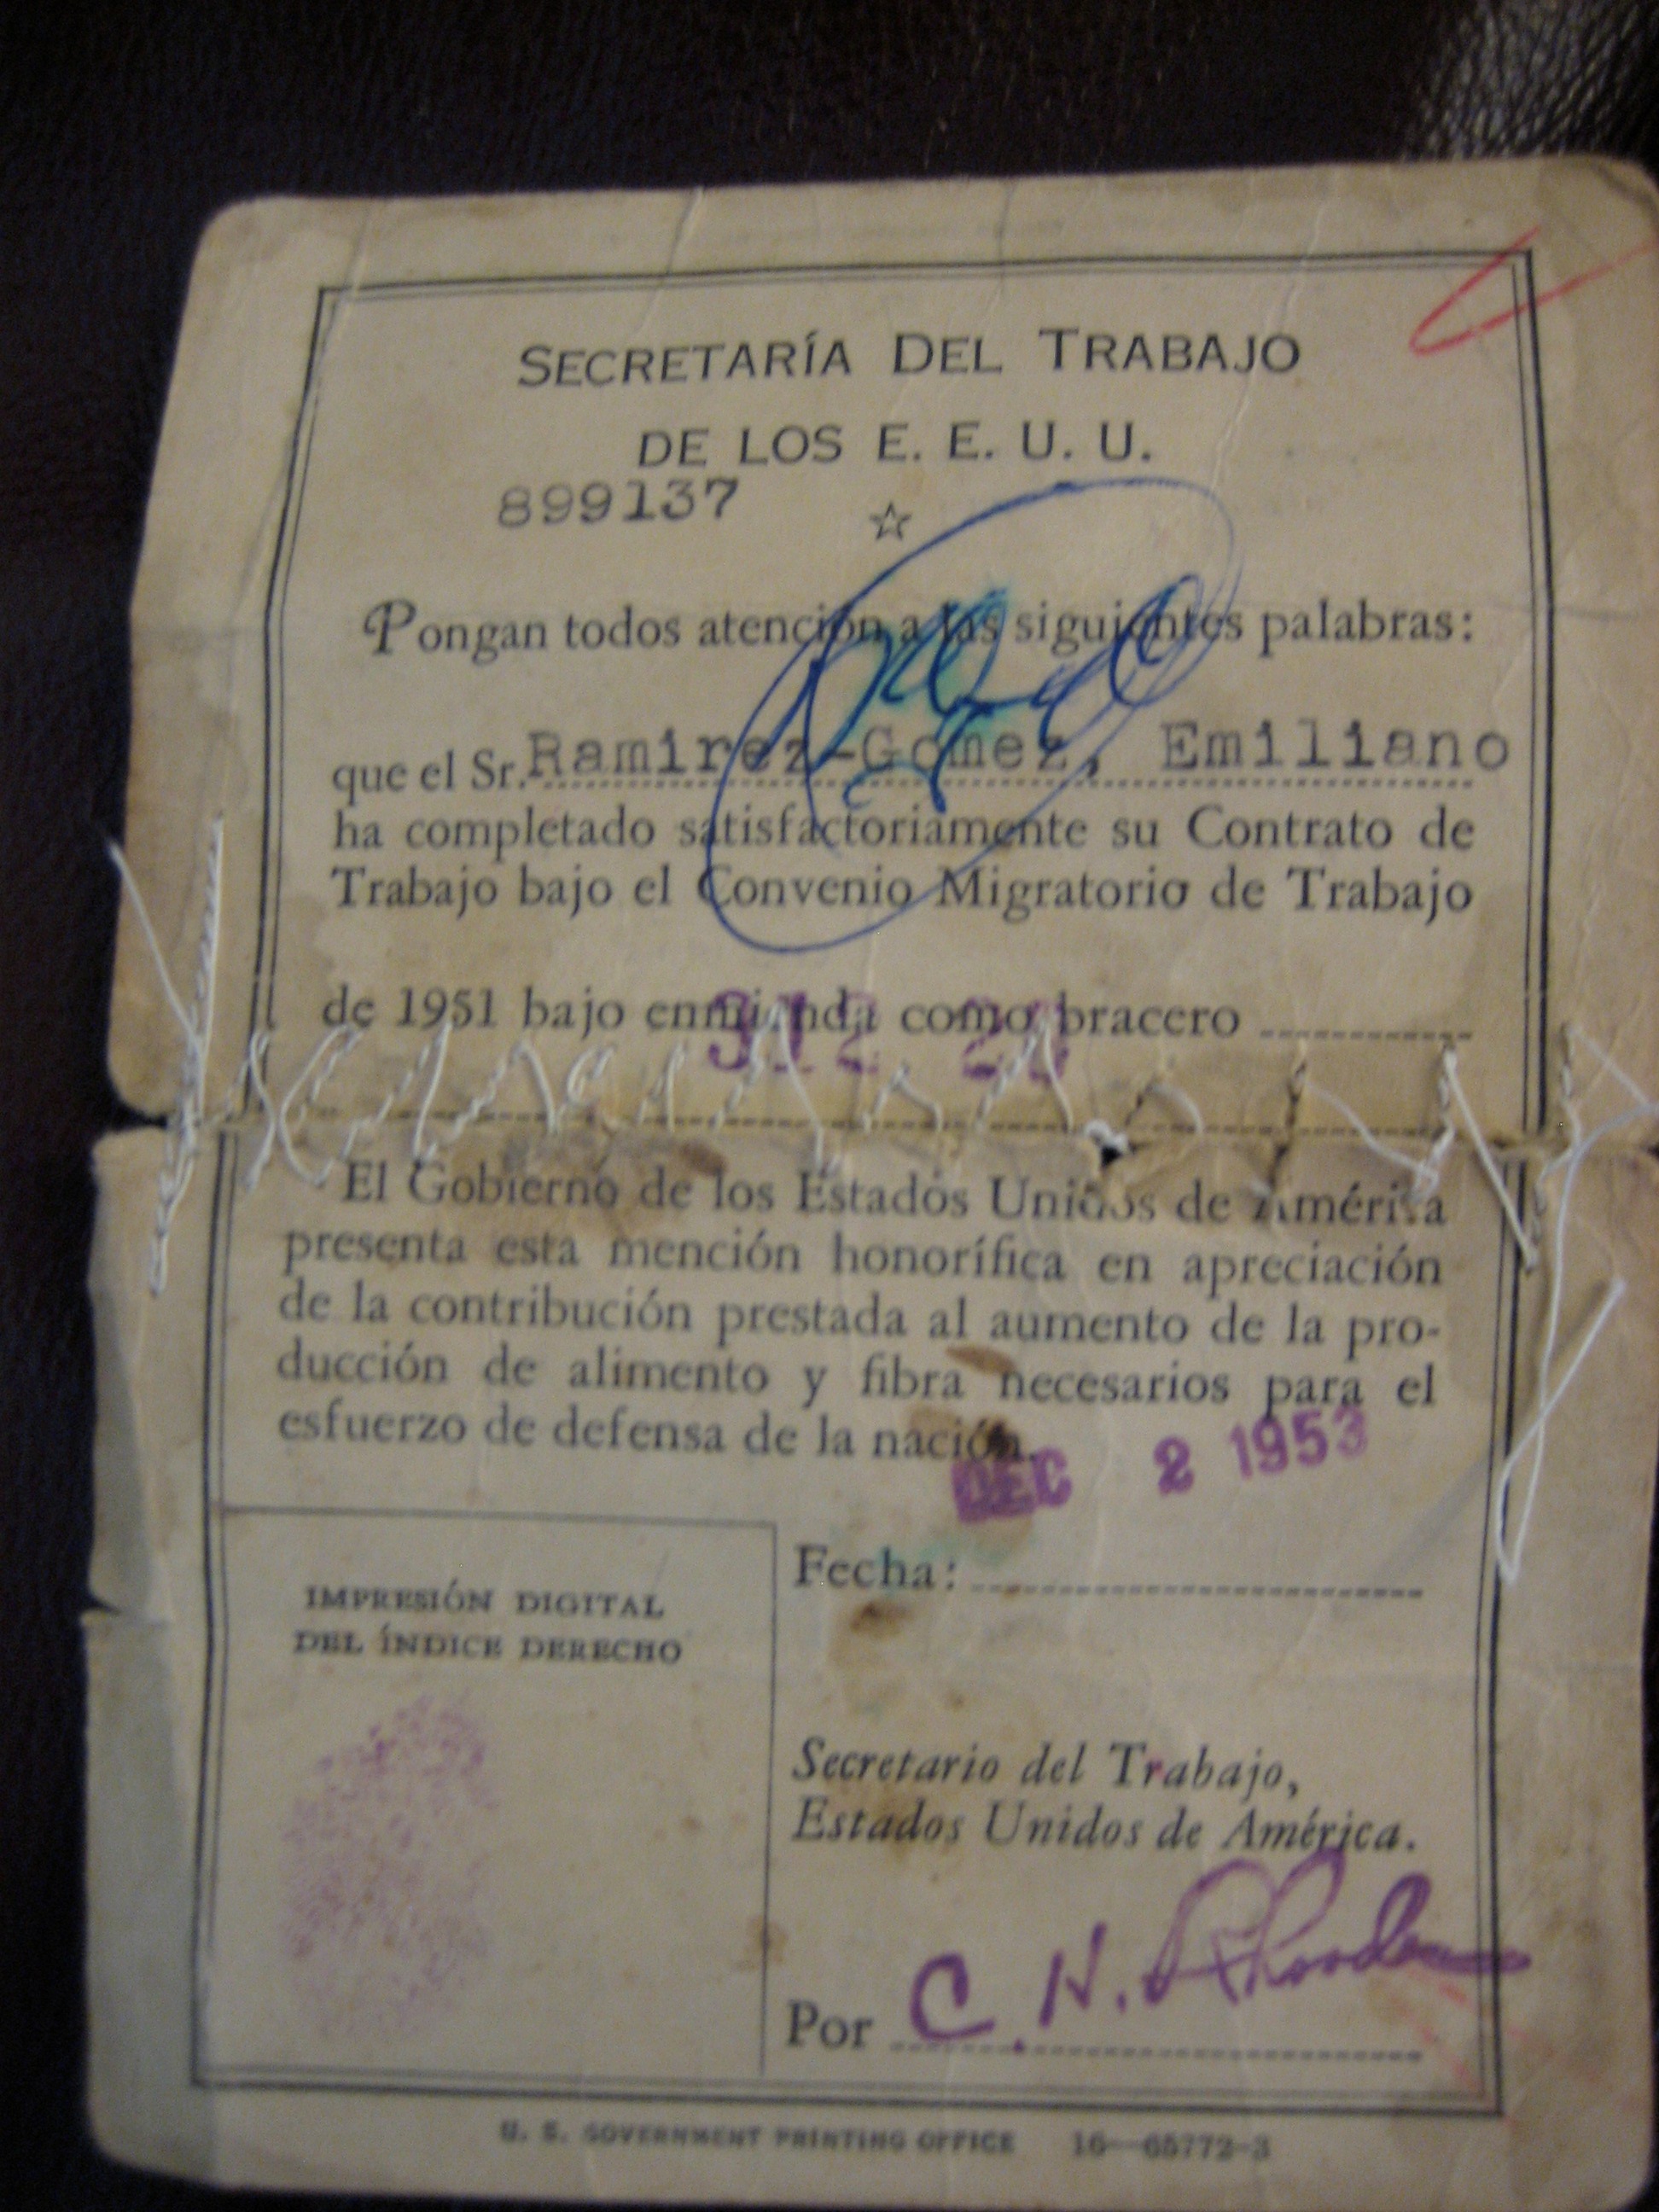 SECRETARÍA DEL TRABAJO
DE LOS E. E. U. U.
899137
Pongan todos atención a las siguientes palabras:
que el Sr. Ramirez-Gomez, Emiliano
ha completado satisfactoriamente su Contrato de
Trabajo bajo el Convenio Migratorio de Trabajo
de 1951 bajo enmienda como bracero
El Gobierno de los Estados Unidos de América
presenta esta mención honorífica en apreciación
de la contribución prestada al aumento de la pro-
ducción de alimento y fibra necesarios para el
esfuerzo de defensa de la nación.
DEC 2 1953
Fecha:
IMPRESIÓN DIGITAL
DEL ÍNDICE DERECHO
Secretario del Trabajo,
Estados Unidos de América.
Por C. H.
U. S. GOVERNMENT PRINTING OFFICE 16—65772-3